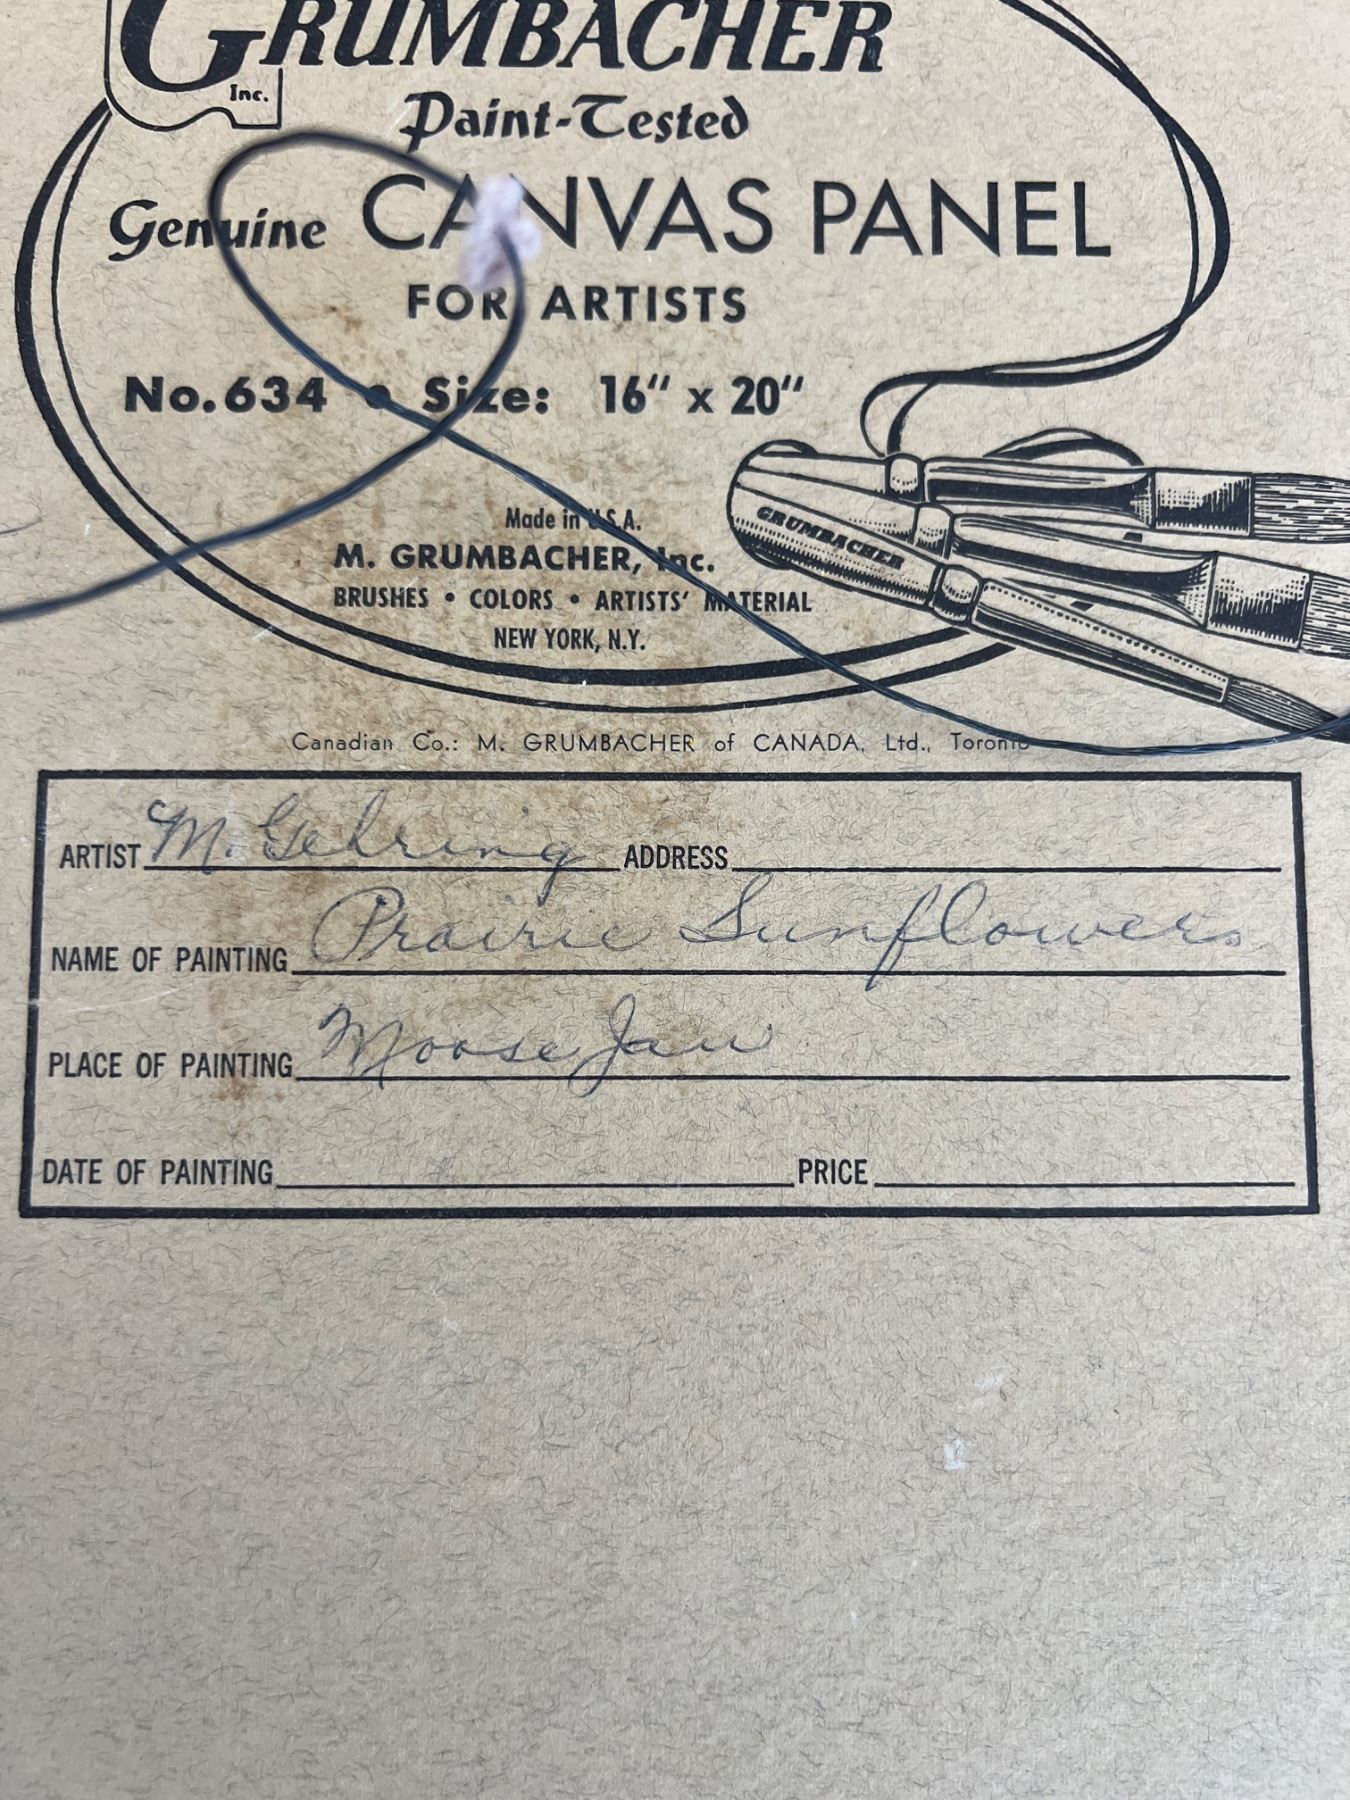 GRUMBACHER
Inc.
Paint-Tested
Genuine CANVAS PANEL
FOR ARTISTS
No. 634 • Size: 16" x 20"
GRUMBACHER
Made in U.S.A.
M. GRUMBACHER, Inc.
BRUSHES • COLORS • ARTISTS' MATERIAL
NEW YORK, N.Y.
Canadian Co.: M. GRUMBACHER of CANADA, Ltd., Toronto
ARTIST M. Gehring ADDRESS
NAME OF PAINTING Prairie Sunflowers.
PLACE OF PAINTING Moose Jaw
DATE OF PAINTING PRICE